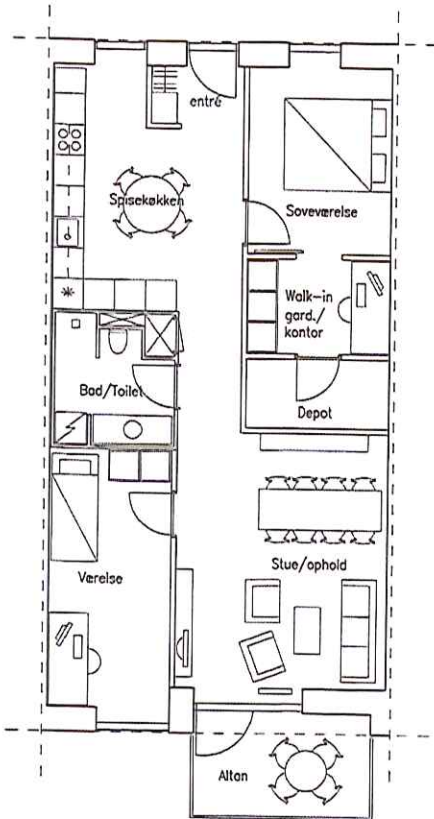 entré
Spisekøkken
Soveværelse
Walk-in
gard./
kontor
Bad/Toilet
Depot
Stue/ophold
Værelse
Altan